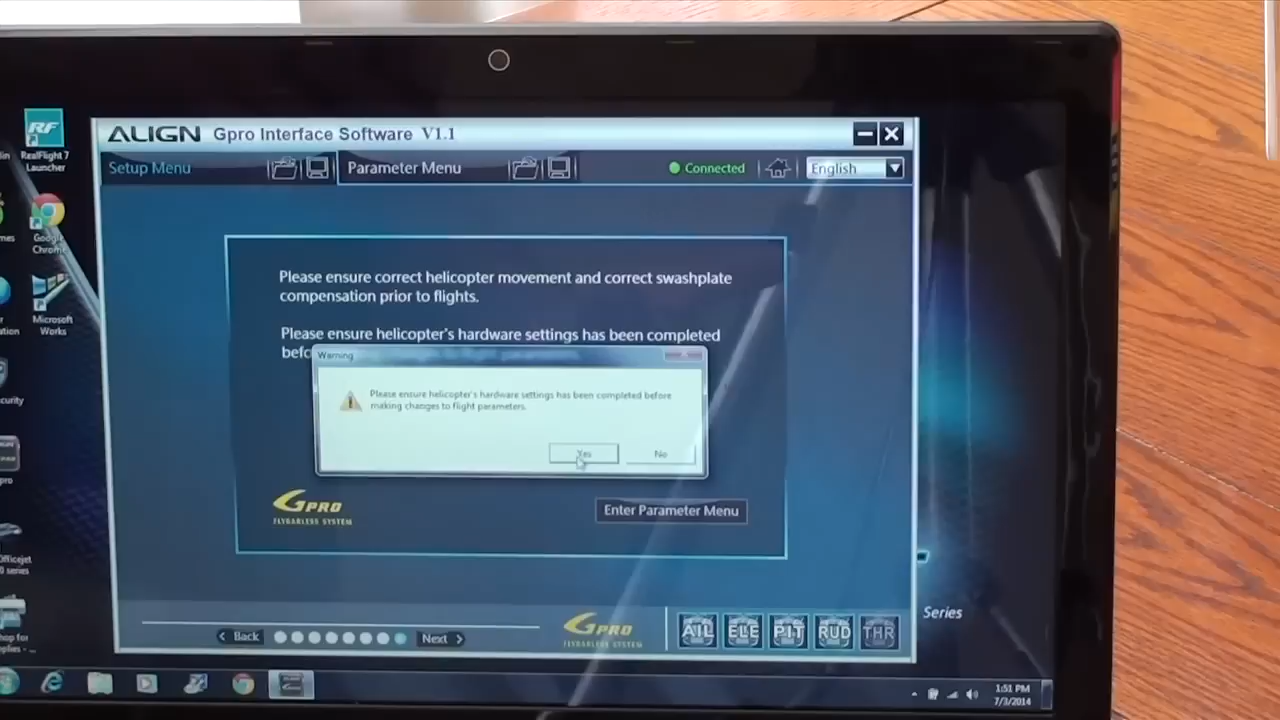 RF
RealFlight 7
Launcher
Google
Chrome
Microsoft
Works
ALIGN Gpro Interface Software V1.1
Setup Menu
Parameter Menu
Connected
English
Please ensure correct helicopter movement and correct swashplate
compensation prior to flights.
Please ensure helicopter's hardware settings has been completed
Warning
Please ensure helicopter's hardware settings has been completed before
making changes to flight parameters.
Yes
No
GPRO
FLYBARLESS SYSTEM
Enter Parameter Menu
Back
Next
GPRO
FLYBARLESS SYSTEM
AIL
ELE
PIT
RUD
THR
Series
Officejet
0 series
1:51 PM
7/3/2014